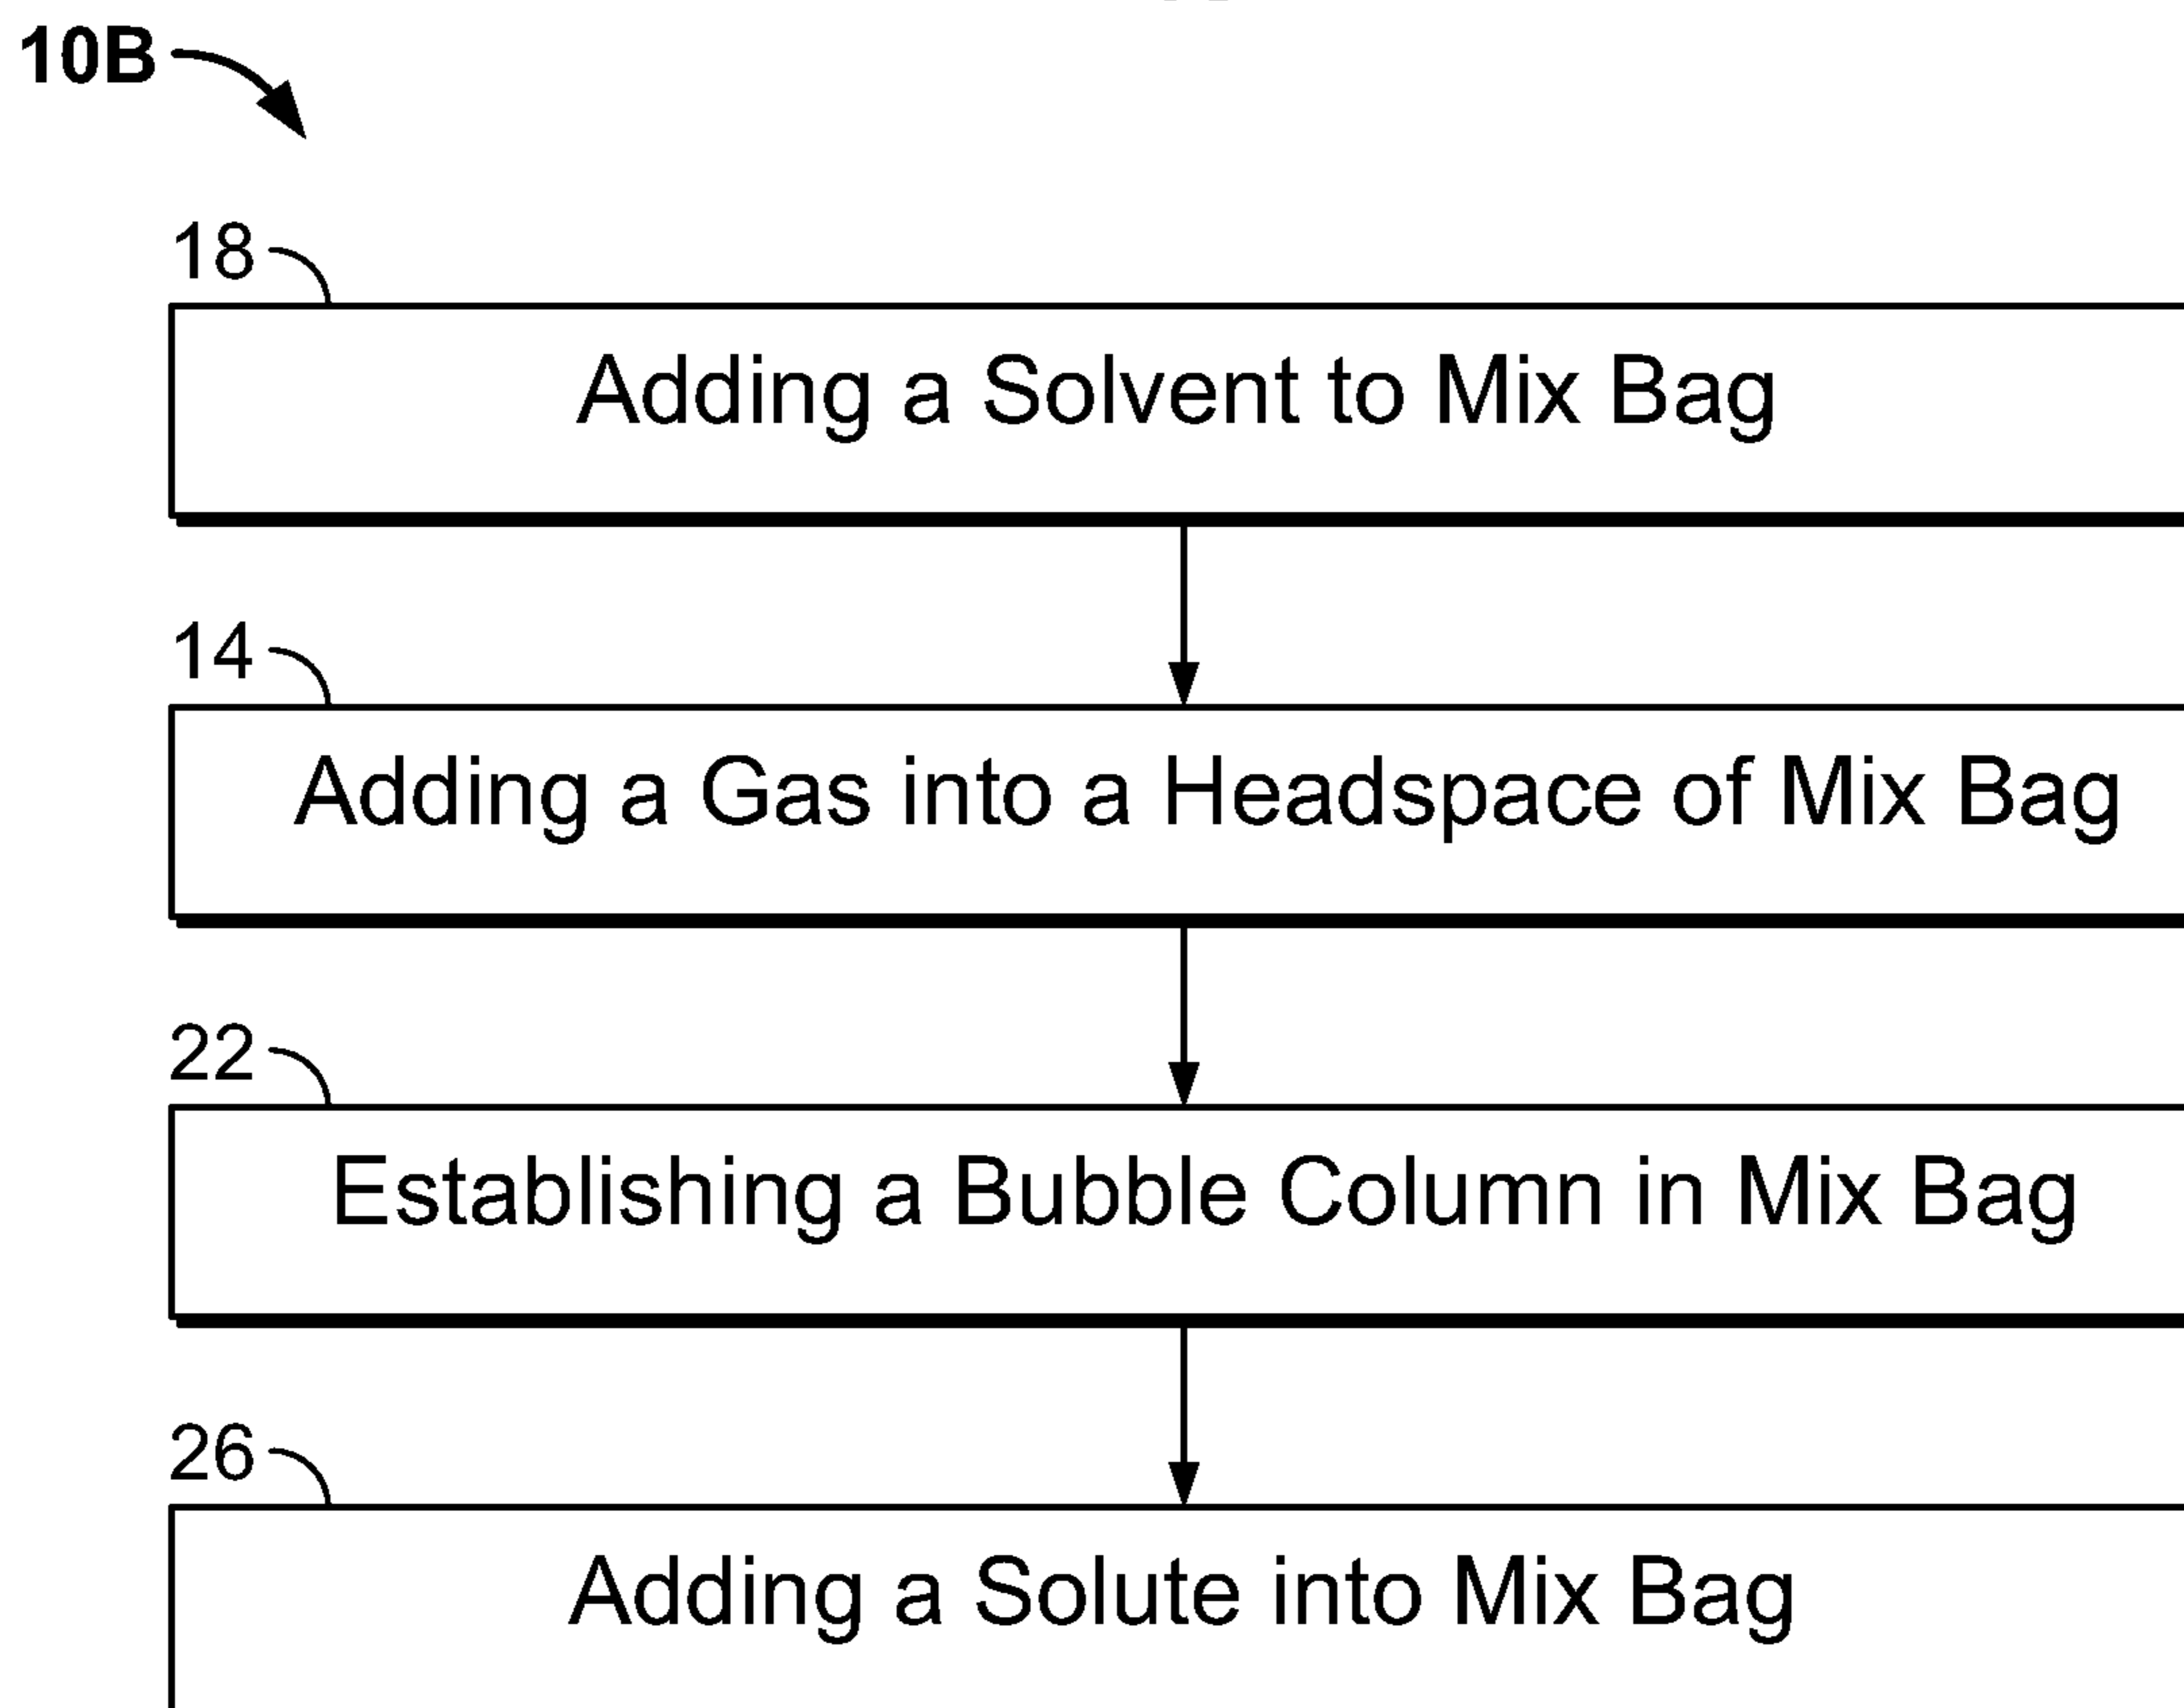 10B
18
Adding a Solvent to Mix Bag
14
Adding a Gas into a Headspace of Mix Bag
22
Establishing a Bubble Column in Mix Bag
26
Adding a Solute into Mix Bag